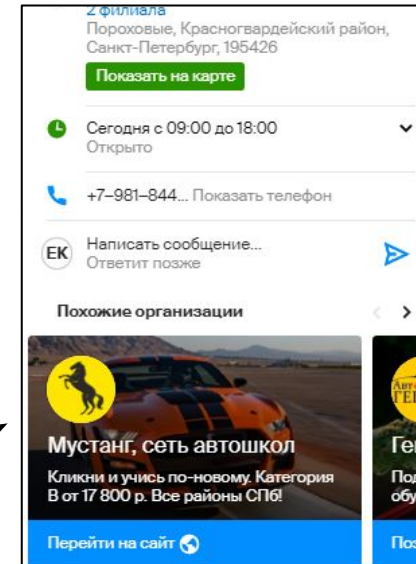 2 филиала
Пороховые, Красногвардейский район,
Санкт-Петербург, 195426
Показать на карте
Сегодня с 09:00 до 18:00
Открыто
+7–981–844... Показать телефон
ЕК
Написать сообщение...
Ответит позже
Похожие организации
Мустанг, сеть автошкол
Кликни и учись по-новому. Категория
В от 17 800 р. Все районы СПб!
Перейти на сайт